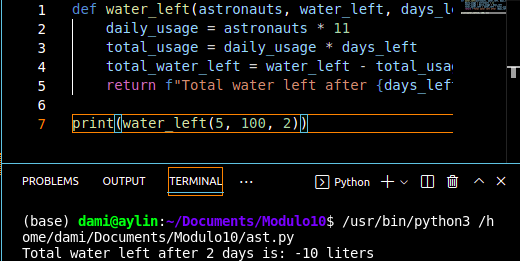 1 def water_left(astronauts, water_left, days_le
2 daily_usage = astronauts * 11
3 total_usage = daily_usage * days_left
4 total_water_left = water_left - total_usa
5 return f"Total water left after {days_lef
6
7 print(water_left(5, 100, 2))
PROBLEMS OUTPUT TERMINAL ··· Python
(base) dami@aylin:~/Documents/Modulo10$ /usr/bin/python3 /h
ome/dami/Documents/Modulo10/ast.py
Total water left after 2 days is: -10 liters